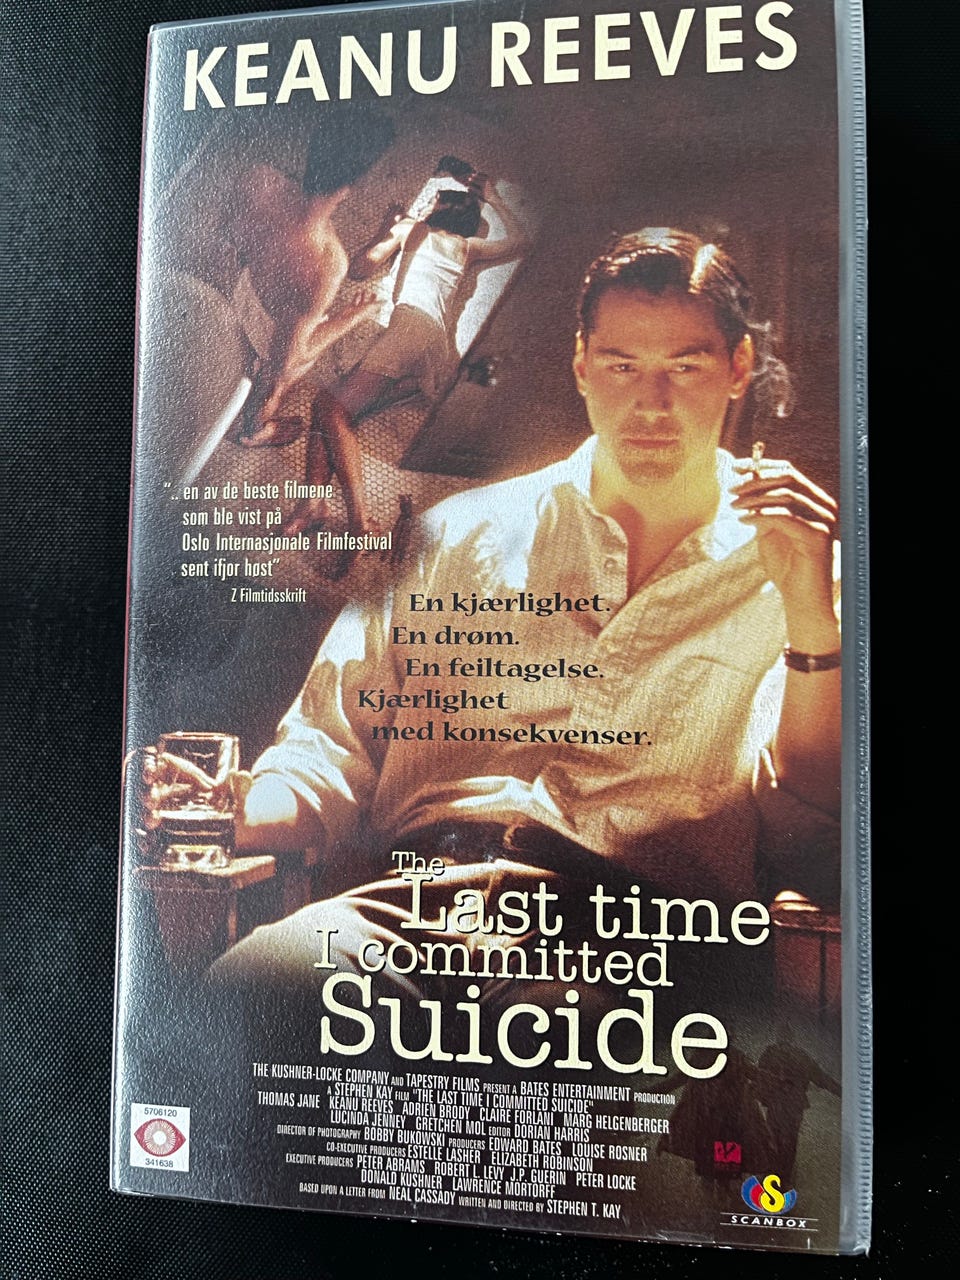 KEANU REEVES
"... en av de beste filmene
som ble vist på
Oslo Internasjonale Filmfestival
sent ifjor høst"
Z Filmtidsskrift
En kjærlighet.
En drøm.
En feiltagelse.
Kjærlighet
med konsekvenser.
The
Last time
I committed
Suicide
THE KUSHNER-LOCKE COMPANY AND TAPESTRY FILMS PRESENT A BATES ENTERTAINMENT PRODUCTION
A STEPHEN KAY FILM "THE LAST TIME I COMMITTED SUICIDE"
THOMAS JANE KEANU REEVES ADRIEN BRODY CLAIRE FORLANI MARG HELGENBERGER
LUCINDA JENNEY GRETCHEN MOL EDITOR DORIAN HARRIS
DIRECTOR OF PHOTOGRAPHY BOBBY BUKOWSKI PRODUCERS EDWARD BATES LOUISE ROSNER
CO-EXECUTIVE PRODUCERS ESTELLE LASHER ELIZABETH ROBINSON
EXECUTIVE PRODUCERS PETER ABRAMS ROBERT L. LEVY J.P. GUERIN PETER LOCKE
DONALD KUSHNER LAWRENCE MORTORFF
BASED UPON A LETTER FROM NEAL CASSADY WRITTEN AND DIRECTED BY STEPHEN T. KAY
5706120
341638
S
SCANBOX